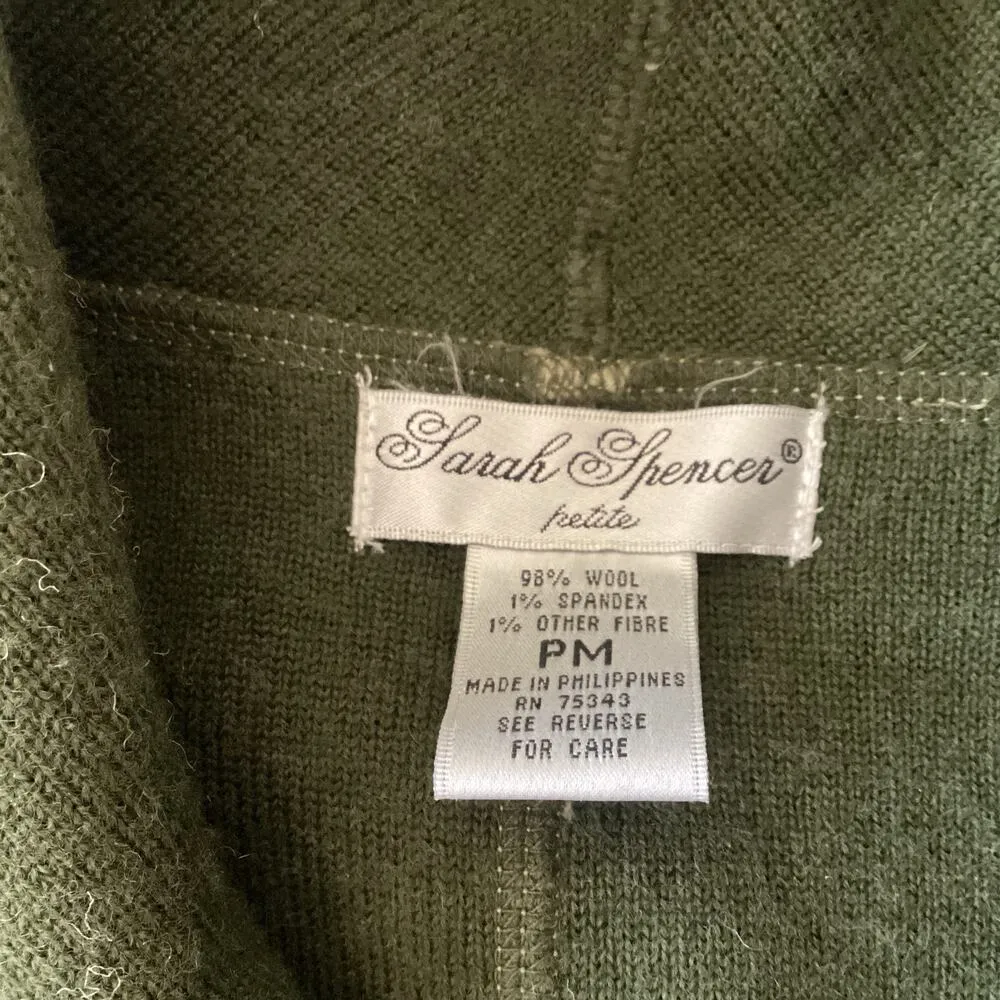 Sarah Spencer®
petite
98% WOOL
1% SPANDEX
1% OTHER FIBRE
PM
MADE IN PHILIPPINES
RN 75343
SEE REVERSE
FOR CARE